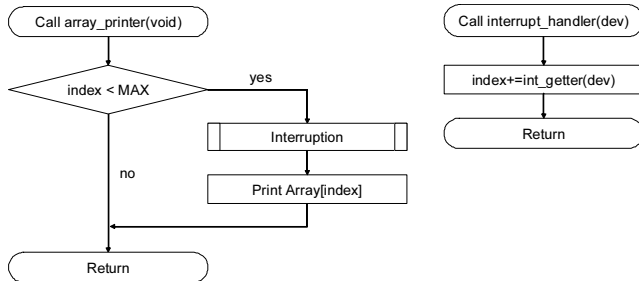 Call array_printer(void)
index < MAX
yes
Interruption
no
Print Array[index]
Return
Call interrupt_handler(dev)
index+=int_getter(dev)
Return